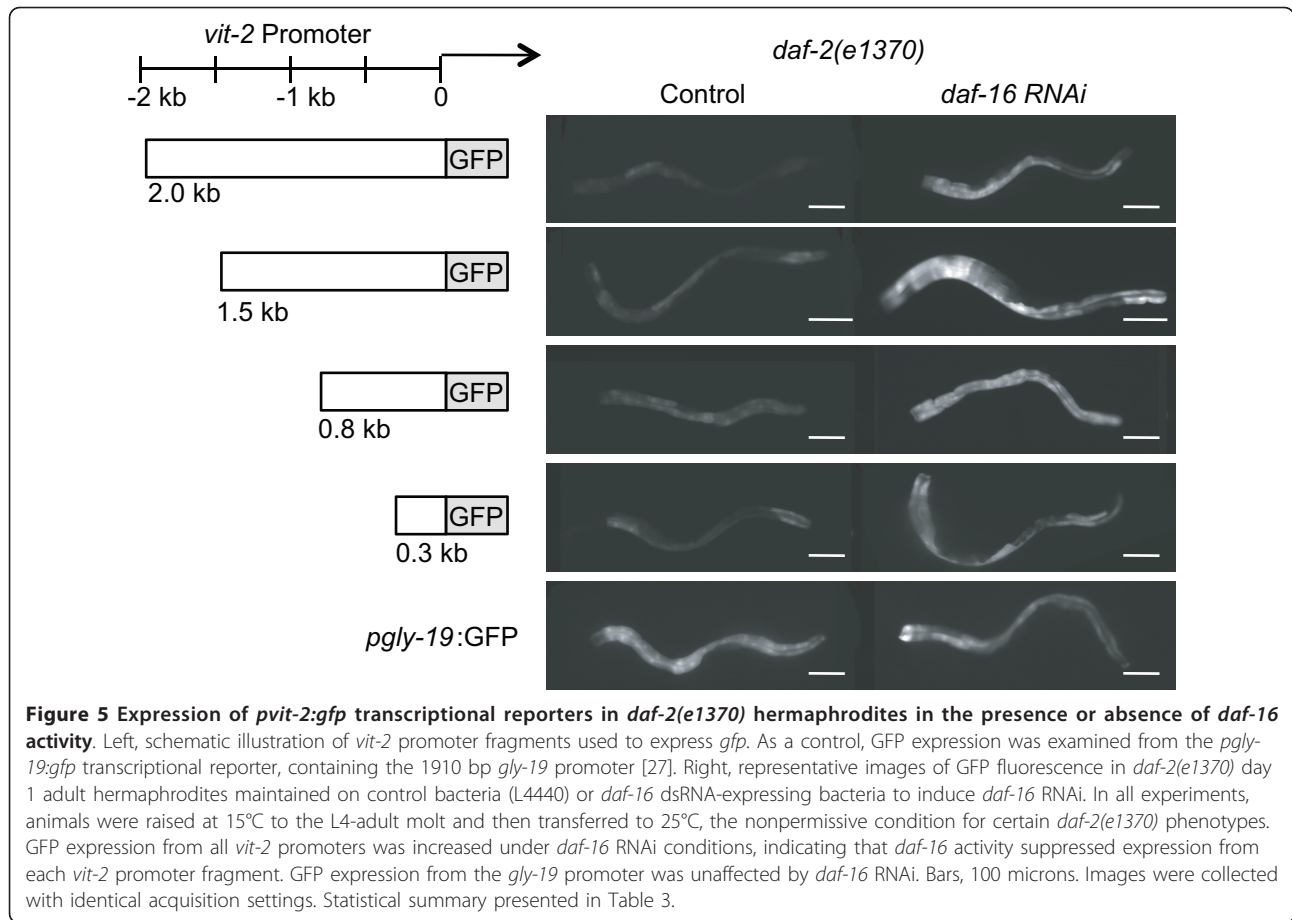 vit-2 Promoter
-2 kb -1 kb 0
daf-2(e1370)
Control daf-16 RNAi
GFP
2.0 kb
GFP
1.5 kb
GFP
0.8 kb
GFP
0.3 kb
pgly-19:GFP
Figure 5 Expression of pvit-2:gfp transcriptional reporters in daf-2(e1370) hermaphrodites in the presence or absence of daf-16
activity. Left, schematic illustration of vit-2 promoter fragments used to express gfp. As a control, GFP expression was examined from the pgly-
19:gfp transcriptional reporter, containing the 1910 bp gly-19 promoter [27]. Right, representative images of GFP fluorescence in daf-2(e1370) day
1 adult hermaphrodites maintained on control bacteria (L4440) or daf-16 dsRNA-expressing bacteria to induce daf-16 RNAi. In all experiments,
animals were raised at 15°C to the L4-adult molt and then transferred to 25°C, the nonpermissive condition for certain daf-2(e1370) phenotypes.
GFP expression from all vit-2 promoters was increased under daf-16 RNAi conditions, indicating that daf-16 activity suppressed expression from
each vit-2 promoter fragment. GFP expression from the gly-19 promoter was unaffected by daf-16 RNAi. Bars, 100 microns. Images were collected
with identical acquisition settings. Statistical summary presented in Table 3.